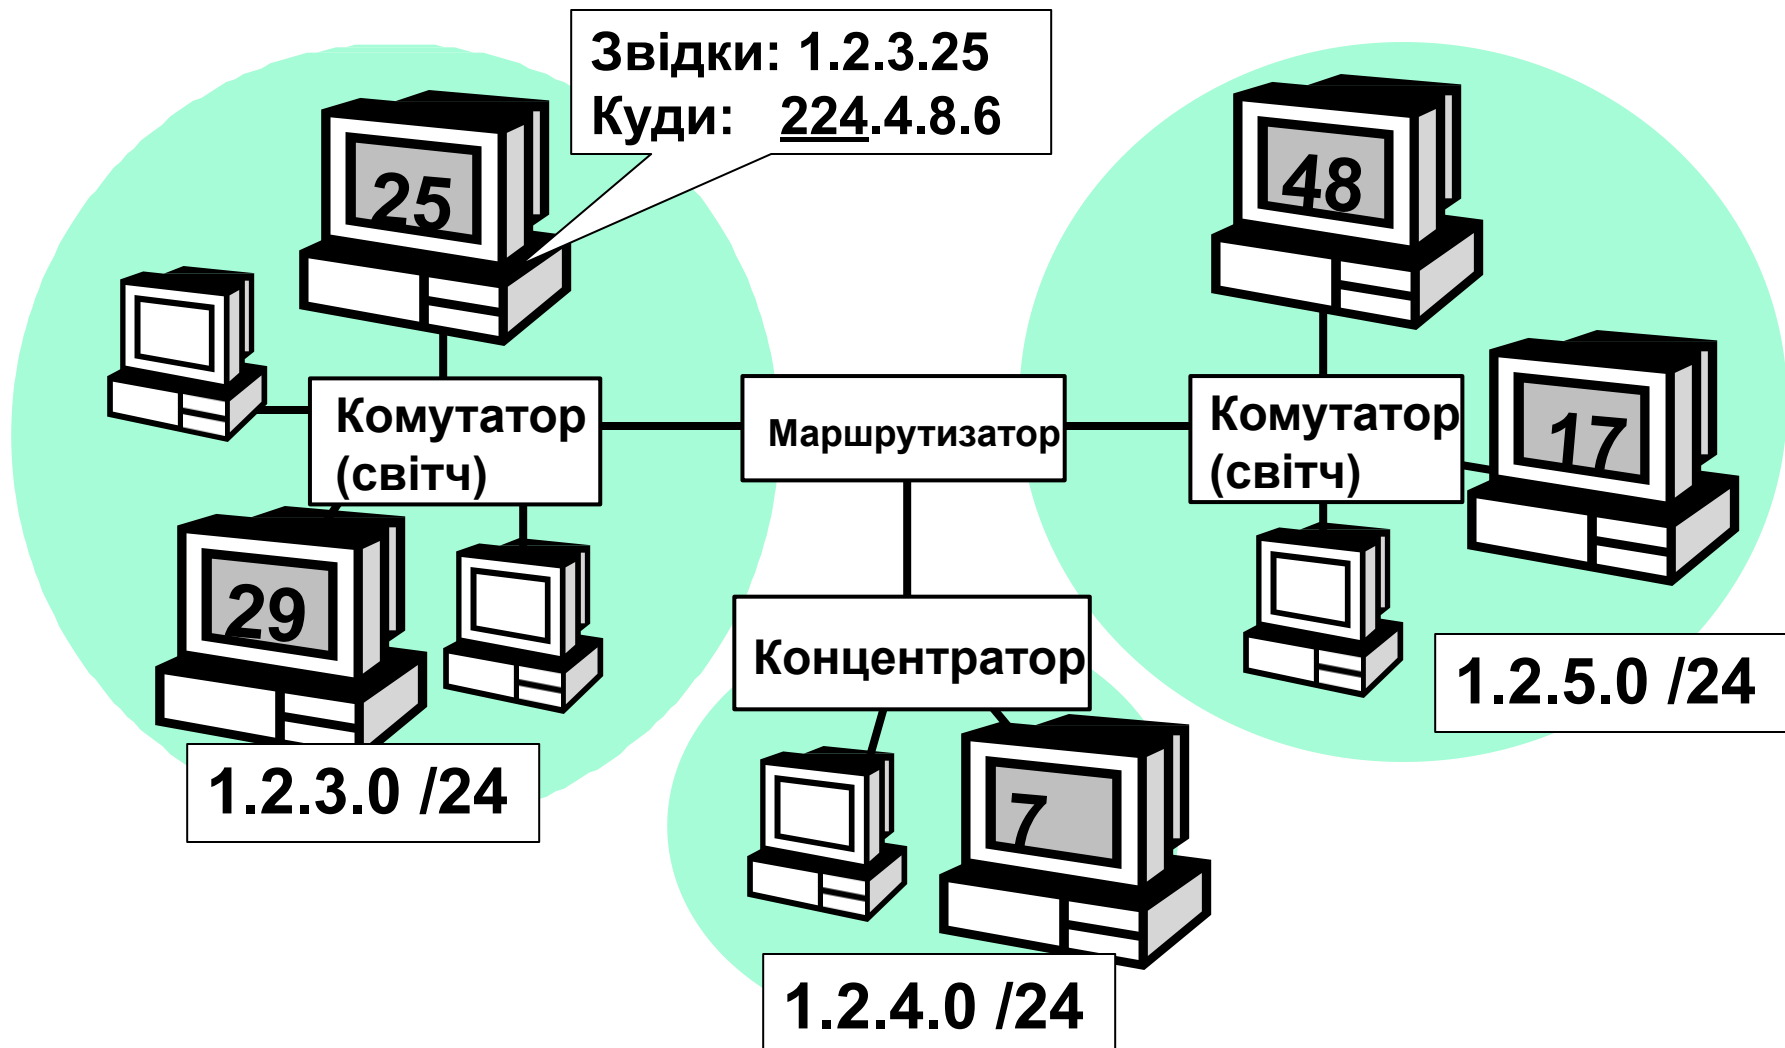 Звідки: 1.2.3.25
Куди: 224.4.8.6
25
48
Комутатор
(світч)
Маршрутизатор
Комутатор
(світч)
17
29
Концентратор
1.2.5.0 /24
1.2.3.0 /24
7
1.2.4.0 /24